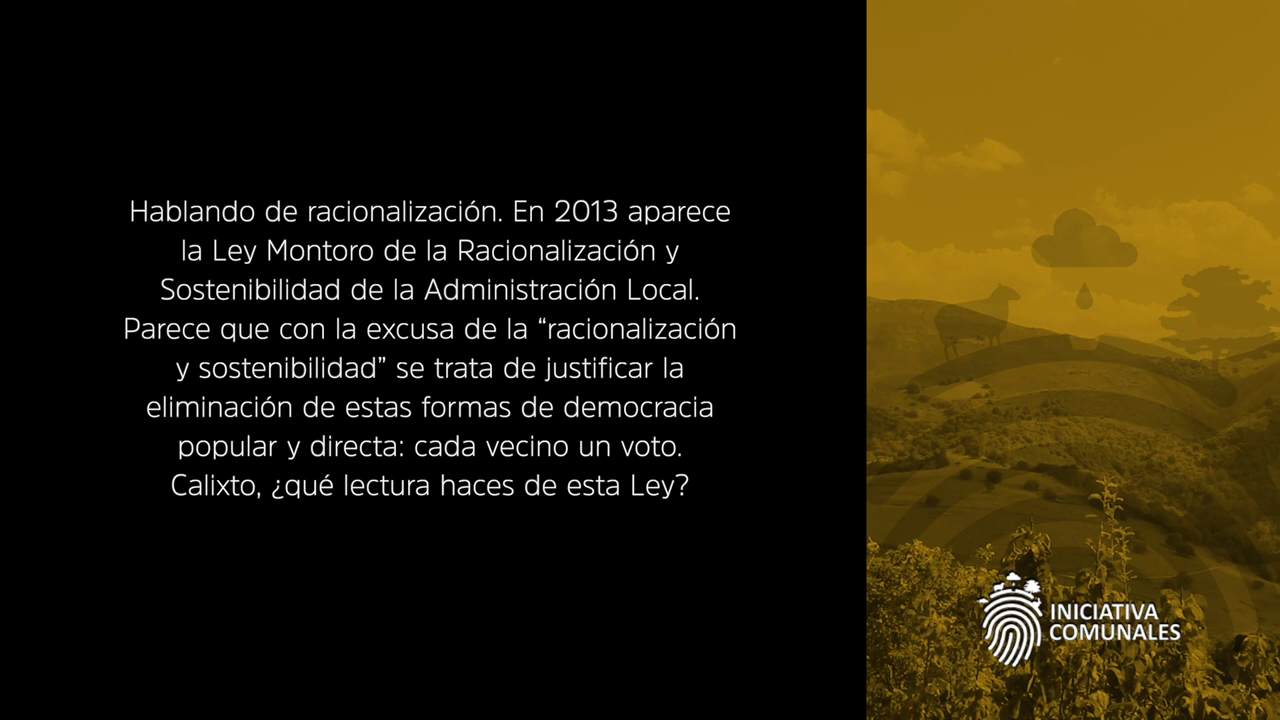 Hablando de racionalización. En 2013 aparece
la Ley Montoro de la Racionalización y
Sostenibilidad de la Administración Local.
Parece que con la excusa de la “racionalización
y sostenibilidad” se trata de justificar la
eliminación de estas formas de democracia
popular y directa: cada vecino un voto.
Calixto, ¿qué lectura haces de esta Ley?
INICIATIVA
COMUNALES